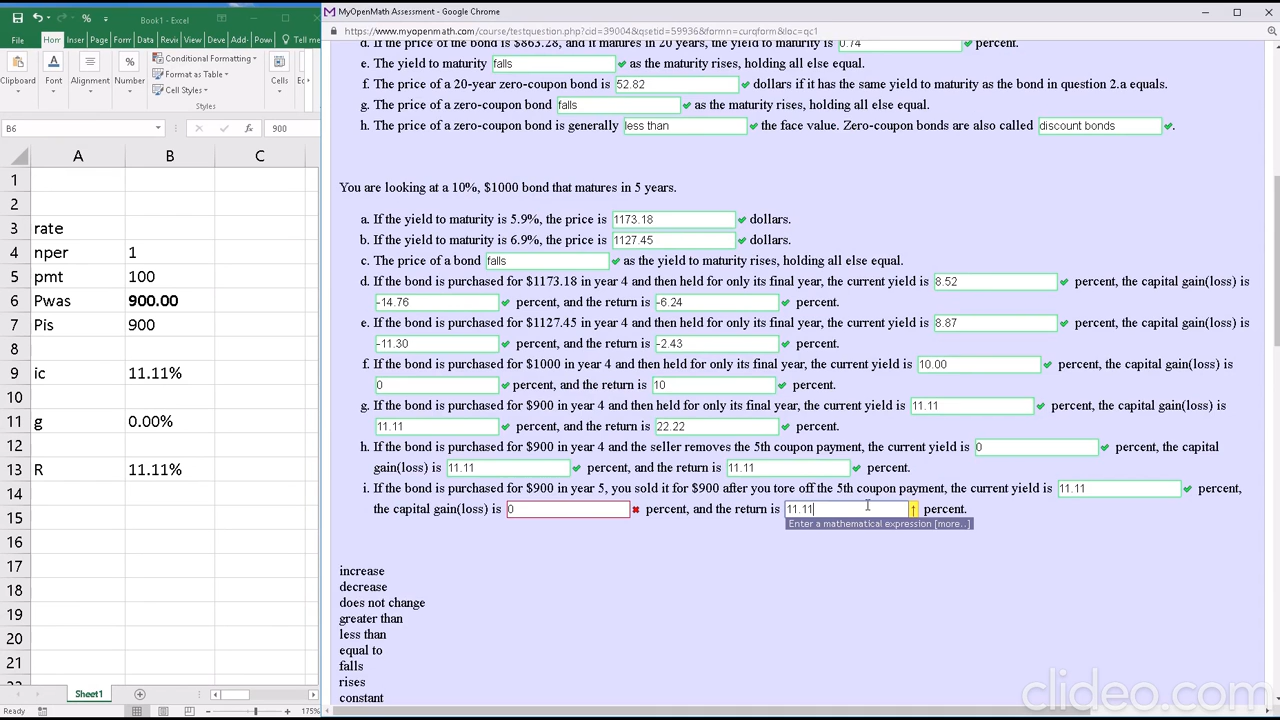 Book1 - Excel
File Horr Inser Page Forr Data Revi View Deve Add- Pow Tell me
Clipboard Font Alignment Number Conditional Formatting Format as Table Cell Styles Styles Cells
B6 fx 900
A B C
1
2
3 rate
4 nper 1
5 pmt 100
6 Pwas 900.00
7 Pis 900
8
9 ic 11.11%
10
11 g 0.00%
12
13 R 11.11%
14
15
16
17
18
19
20
21
Sheet1
Ready 175%
MyOpenMath Assessment - Google Chrome
https://www.myopenmath.com/course/testquestion.php?cid=39004&qsetid=59936&formn=curqform&loc=qc1
d. If the price of the bond is $863.28, and it matures in 20 years, the yield to maturity is 0.74 percent.
e. The yield to maturity falls as the maturity rises, holding all else equal.
f. The price of a 20-year zero-coupon bond is 52.82 dollars if it has the same yield to maturity as the bond in question 2.a equals.
g. The price of a zero-coupon bond falls as the maturity rises, holding all else equal.
h. The price of a zero-coupon bond is generally less than the face value. Zero-coupon bonds are also called discount bonds.
You are looking at a 10%, $1000 bond that matures in 5 years.
a. If the yield to maturity is 5.9%, the price is 1173.18 dollars.
b. If the yield to maturity is 6.9%, the price is 1127.45 dollars.
c. The price of a bond falls as the yield to maturity rises, holding all else equal.
d. If the bond is purchased for $1173.18 in year 4 and then held for only its final year, the current yield is 8.52 percent, the capital gain(loss) is
-14.76 percent, and the return is -6.24 percent.
e. If the bond is purchased for $1127.45 in year 4 and then held for only its final year, the current yield is 8.87 percent, the capital gain(loss) is
-11.30 percent, and the return is -2.43 percent.
f. If the bond is purchased for $1000 in year 4 and then held for only its final year, the current yield is 10.00 percent, the capital gain(loss) is
0 percent, and the return is 10 percent.
g. If the bond is purchased for $900 in year 4 and then held for only its final year, the current yield is 11.11 percent, the capital gain(loss) is
11.11 percent, and the return is 22.22 percent.
h. If the bond is purchased for $900 in year 4 and the seller removes the 5th coupon payment, the current yield is 0 percent, the capital
gain(loss) is 11.11 percent, and the return is 11.11 percent.
i. If the bond is purchased for $900 in year 5, you sold it for $900 after you tore off the 5th coupon payment, the current yield is 11.11 percent,
the capital gain(loss) is 0 percent, and the return is 11.11 percent.
Enter a mathematical expression [more..]
increase
decrease
does not change
greater than
less than
equal to
falls
rises
constant
clideo.com